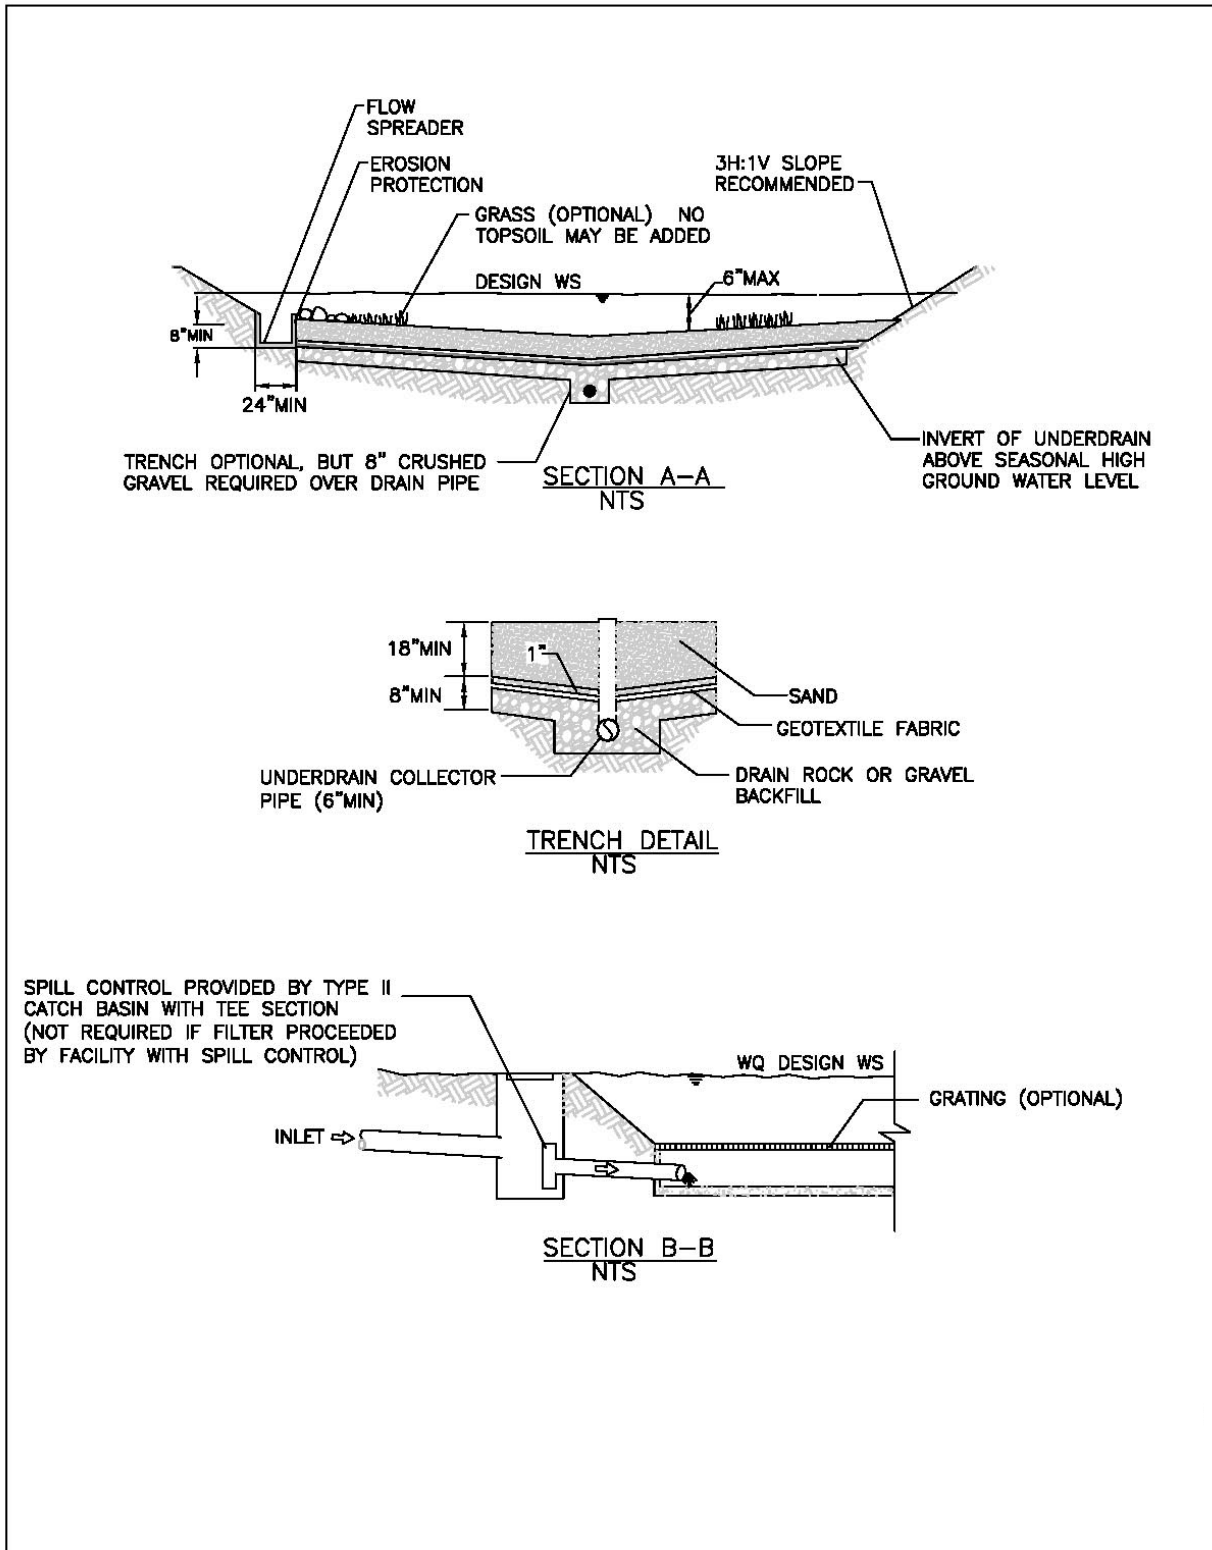 FLOW
SPREADER
EROSION
PROTECTION
3H:1V SLOPE
RECOMMENDED
GRASS (OPTIONAL) NO
TOPSOIL MAY BE ADDED
DESIGN WS
6"MAX
8"MIN
24"MIN
TRENCH OPTIONAL, BUT 8" CRUSHED
GRAVEL REQUIRED OVER DRAIN PIPE
INVERT OF UNDERDRAIN
ABOVE SEASONAL HIGH
GROUND WATER LEVEL
SECTION A-A
NTS
18"MIN
1"
8"MIN
SAND
GEOTEXTILE FABRIC
UNDERDRAIN COLLECTOR
PIPE (6"MIN)
DRAIN ROCK OR GRAVEL
BACKFILL
TRENCH DETAIL
NTS
SPILL CONTROL PROVIDED BY TYPE II
CATCH BASIN WITH TEE SECTION
(NOT REQUIRED IF FILTER PROCEEDED
BY FACILITY WITH SPILL CONTROL)
WQ DESIGN WS
GRATING (OPTIONAL)
INLET
SECTION B-B
NTS